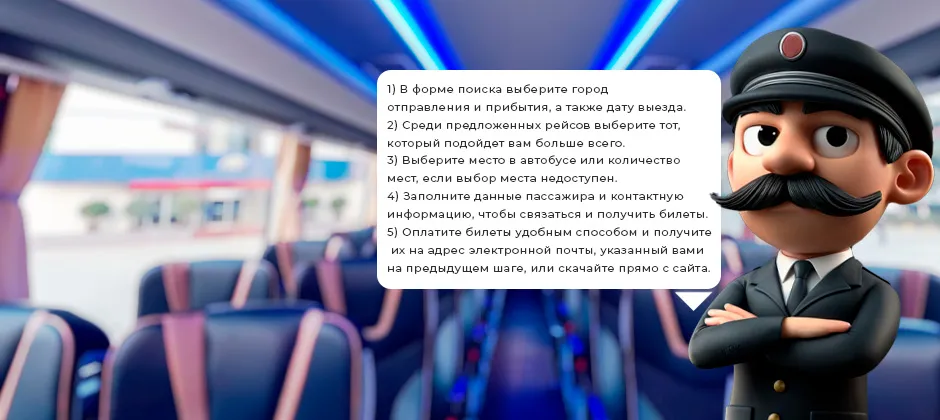 1) В форме поиска выберите город
отправления и прибытия, а также дату выезда.
2) Среди предложенных рейсов выберите тот,
который подойдет вам больше всего.
3) Выберите место в автобусе или количество
мест, если выбор места недоступен.
4) Заполните данные пассажира и контактную
информацию, чтобы связаться и получить билеты.
5) Оплатите билеты удобным способом и получите
их на адрес электронной почты, указанный вами
на предыдущем шаге, или скачайте прямо с сайта.